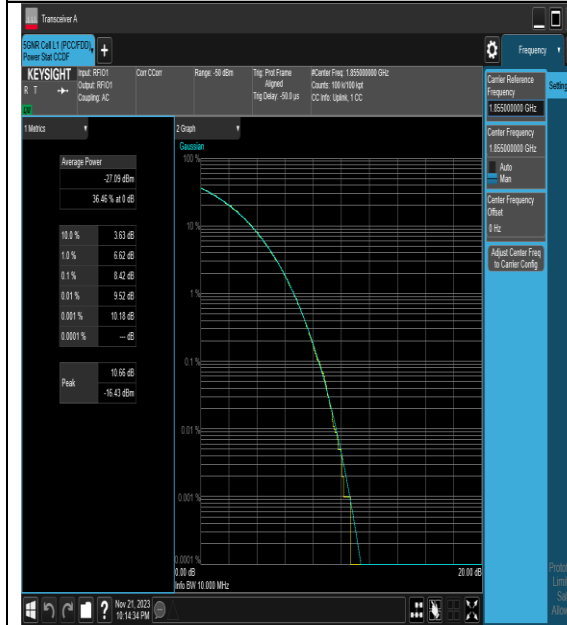 Transceiver A
5GNR Cell L1 (PCC/FDD)
Power Stat CCDF
Frequency
KEYSIGHT
R T
Input: RFIO1
Output: RFIO1
Coupling: AC
Corr CCorr
Range: -50 dBm
Trig: Prot Frame
Aligned
Trig Delay: -50.0 µs
#Center Freq: 1.855000000 GHz
Counts: 100 k/100 kpt
CC Info: Uplink, 1 CC
1 Metrics
Average Power
-27.09 dBm
36.46 % at 0 dB
10.0 % 3.63 dB
1.0 % 6.62 dB
0.1 % 8.42 dB
0.01 % 9.52 dB
0.001 % 10.18 dB
0.0001 % --- dB
Peak
10.66 dB
-16.43 dBm
2 Graph
Gaussian
100 %
10 %
1 %
0.1 %
0.01 %
0.001 %
0.0001 %
0.00 dB
20.00 dB
Info BW 10.000 MHz
Carrier Reference
Frequency
1.855000000 GHz
Center Frequency
1.855000000 GHz
Auto
Man
Center Frequency
Offset
0 Hz
Adjust Center Freq
to Carrier Config
Nov 21, 2023
10:14:34 PM